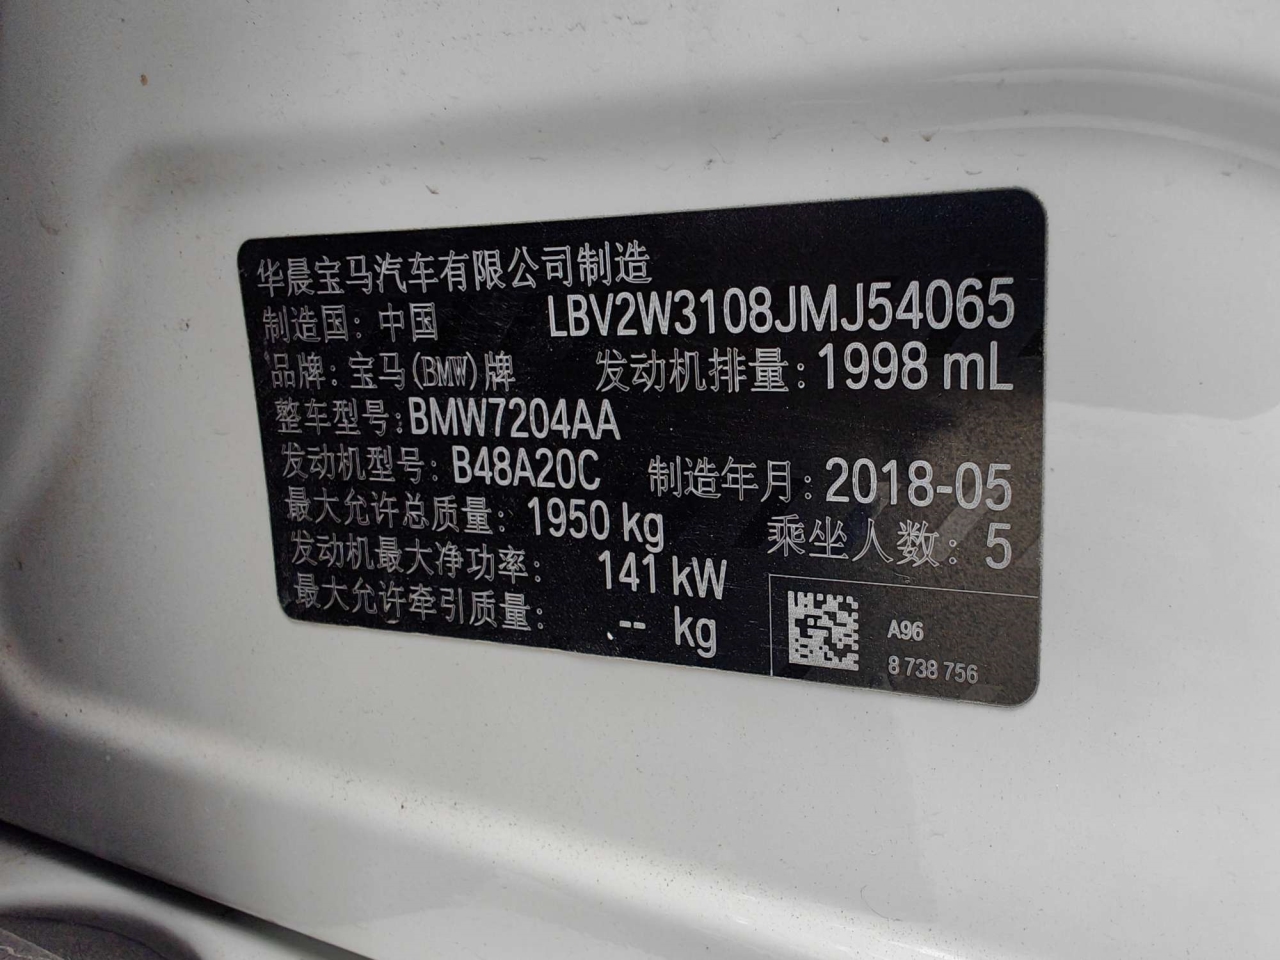 华晨宝马汽车有限公司制造
制造国: 中国 LBV2W3108JMJ54065
品牌: 宝马(BMW)牌 发动机排量: 1998 mL
整车型号: BMW7204AA
发动机型号: B48A20C 制造年月: 2018-05
最大允许总质量: 1950 kg 乘坐人数: 5
发动机最大净功率: 141 kW
最大允许牵引质量: -- kg
A96
8 738 756